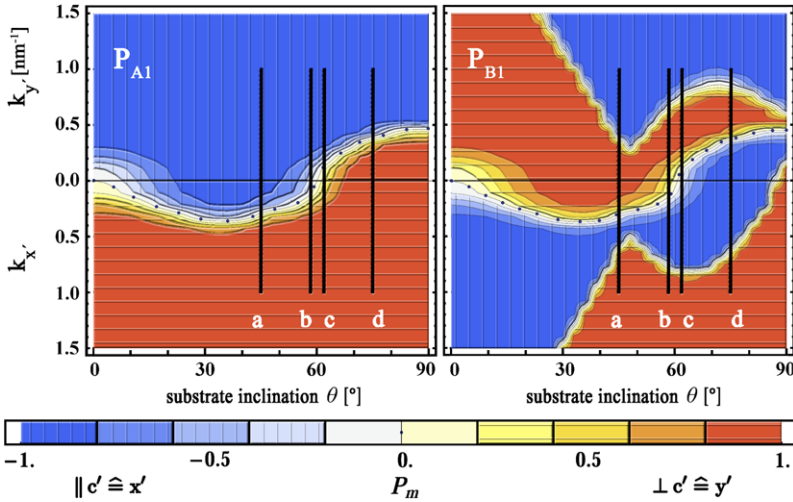 P_A1
P_B1
k_y′ [nm⁻¹]
k_x′
1.5
1.0
0.5
0.0
0.5
1.0
1.5
a b c d
a b c d
0 30 60 90
0 30 60 90
substrate inclination θ [°]
substrate inclination θ [°]
−1. −0.5 0. 0.5 1.
∥ c′ ≙ x′ P_m ⊥ c′ ≙ y′